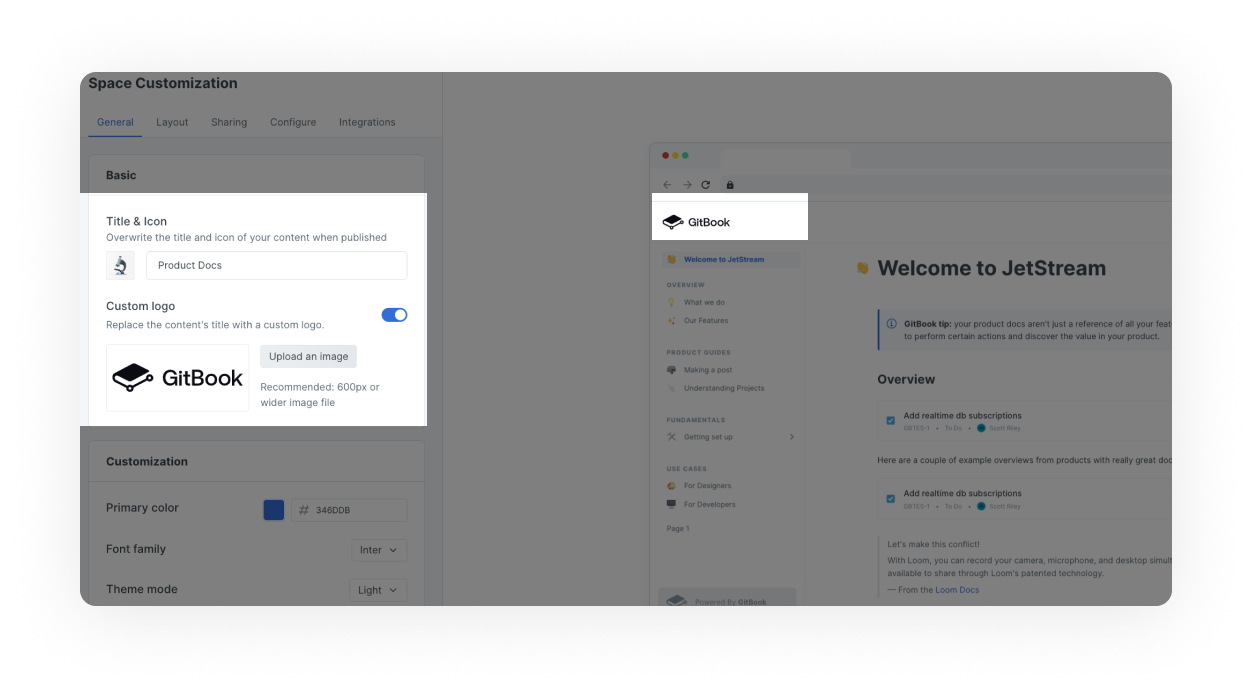 Space Customization
General Layout Sharing Configure Integrations
Basic
Title & Icon
Overwrite the title and icon of your content when published
Product Docs
Custom logo
Replace the content's title with a custom logo.
GitBook
Upload an image
Recommended: 600px or
wider image file
Customization
Primary color
# 346DDB
Font family
Inter
Theme mode
Light
GitBook
Welcome to JetStream
OVERVIEW
What we do
Our Features
PRODUCT GUIDES
Making a post
Understanding Projects
FUNDAMENTALS
Getting set up
USE CASES
For Designers
For Developers
Page 1
Powered By GitBook
Welcome to JetStream
GitBook tip: your product docs aren't just a reference of all your feat
to perform certain actions and discover the value in your product.
Overview
Add realtime db subscriptions
GBTES-1 • To Do • Scott Riley
Here are a couple of example overviews from products with really great doc
Add realtime db subscriptions
GBTES-1 • To Do • Scott Riley
Let's make this conflict!
With Loom, you can record your camera, microphone, and desktop simult
available to share through Loom's patented technology.
— From the Loom Docs